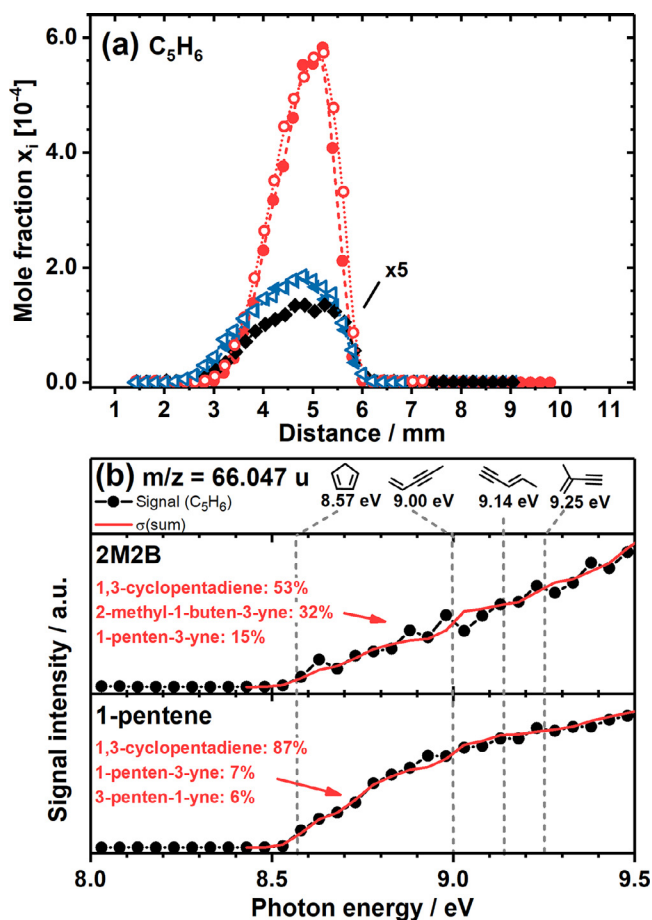 (a) C₅H₆
Mole fraction xᵢ [10⁻⁴]
6.0
4.0
2.0
0.0
x5
1 2 3 4 5 6 7 8 9 10 11
Distance / mm
(b) m/z = 66.047 u
Signal (C₅H₆)
σ(sum)
8.57 eV 9.00 eV 9.14 eV 9.25 eV
2M2B
1,3-cyclopentadiene: 53%
2-methyl-1-buten-3-yne: 32%
1-penten-3-yne: 15%
1-pentene
1,3-cyclopentadiene: 87%
1-penten-3-yne: 7%
3-penten-1-yne: 6%
Signal intensity / a.u.
8.0 8.5 9.0 9.5
Photon energy / eV